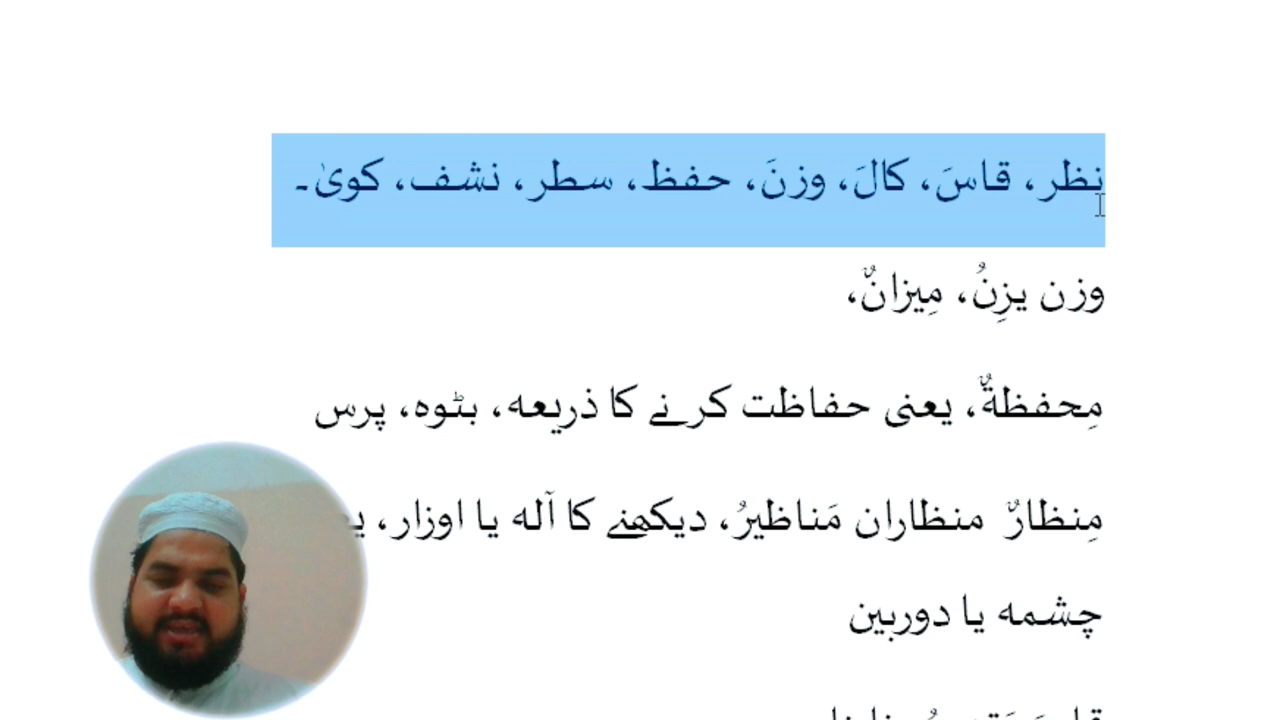 نظر، قاسَ، کالَ، وزنَ، حفظ، سطر، نشف، کویٰ۔
وزن یزِنُ، مِیزانٌ،
مِحفظةٌ، یعنی حفاظت کرنے کا ذریعہ، بٹوہ، پرس
مِنظارٌ منظاران مَناظیرُ، دیکھنے کا آلہ یا اوزار،
چشمہ یا دوربین